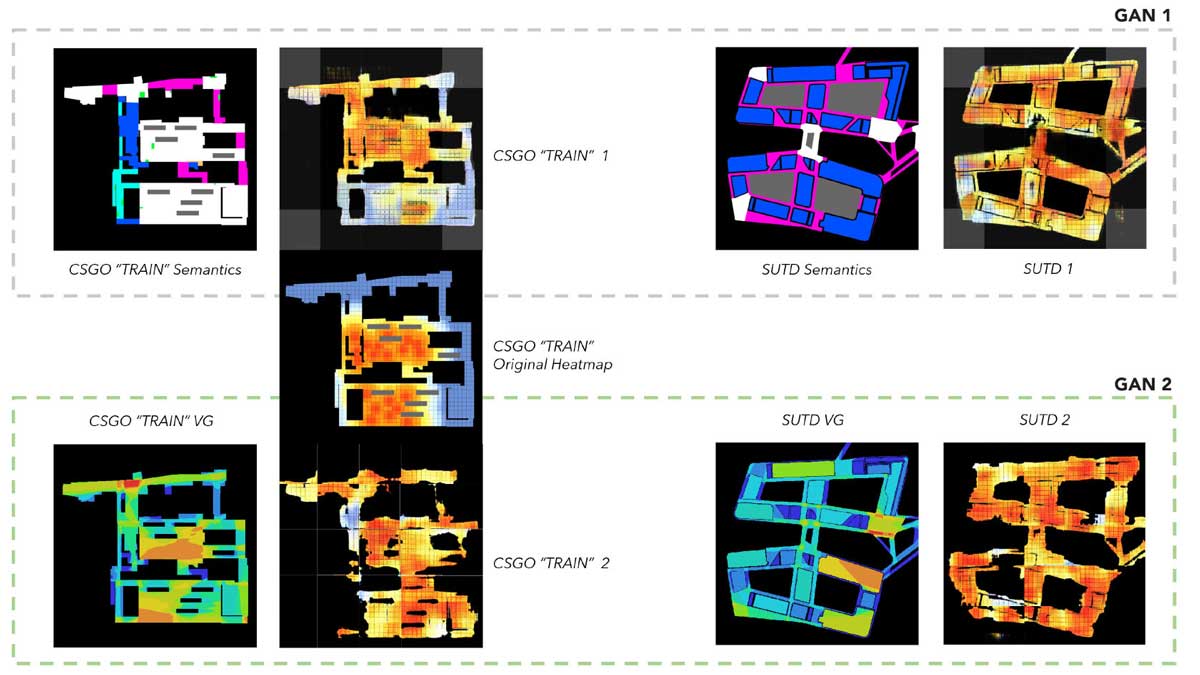 GAN 1
CSGO “TRAIN” 1
CSGO “TRAIN” Semantics
SUTD Semantics
SUTD 1
CSGO “TRAIN”
Original Heatmap
GAN 2
CSGO “TRAIN” VG
SUTD VG
SUTD 2
CSGO “TRAIN” 2